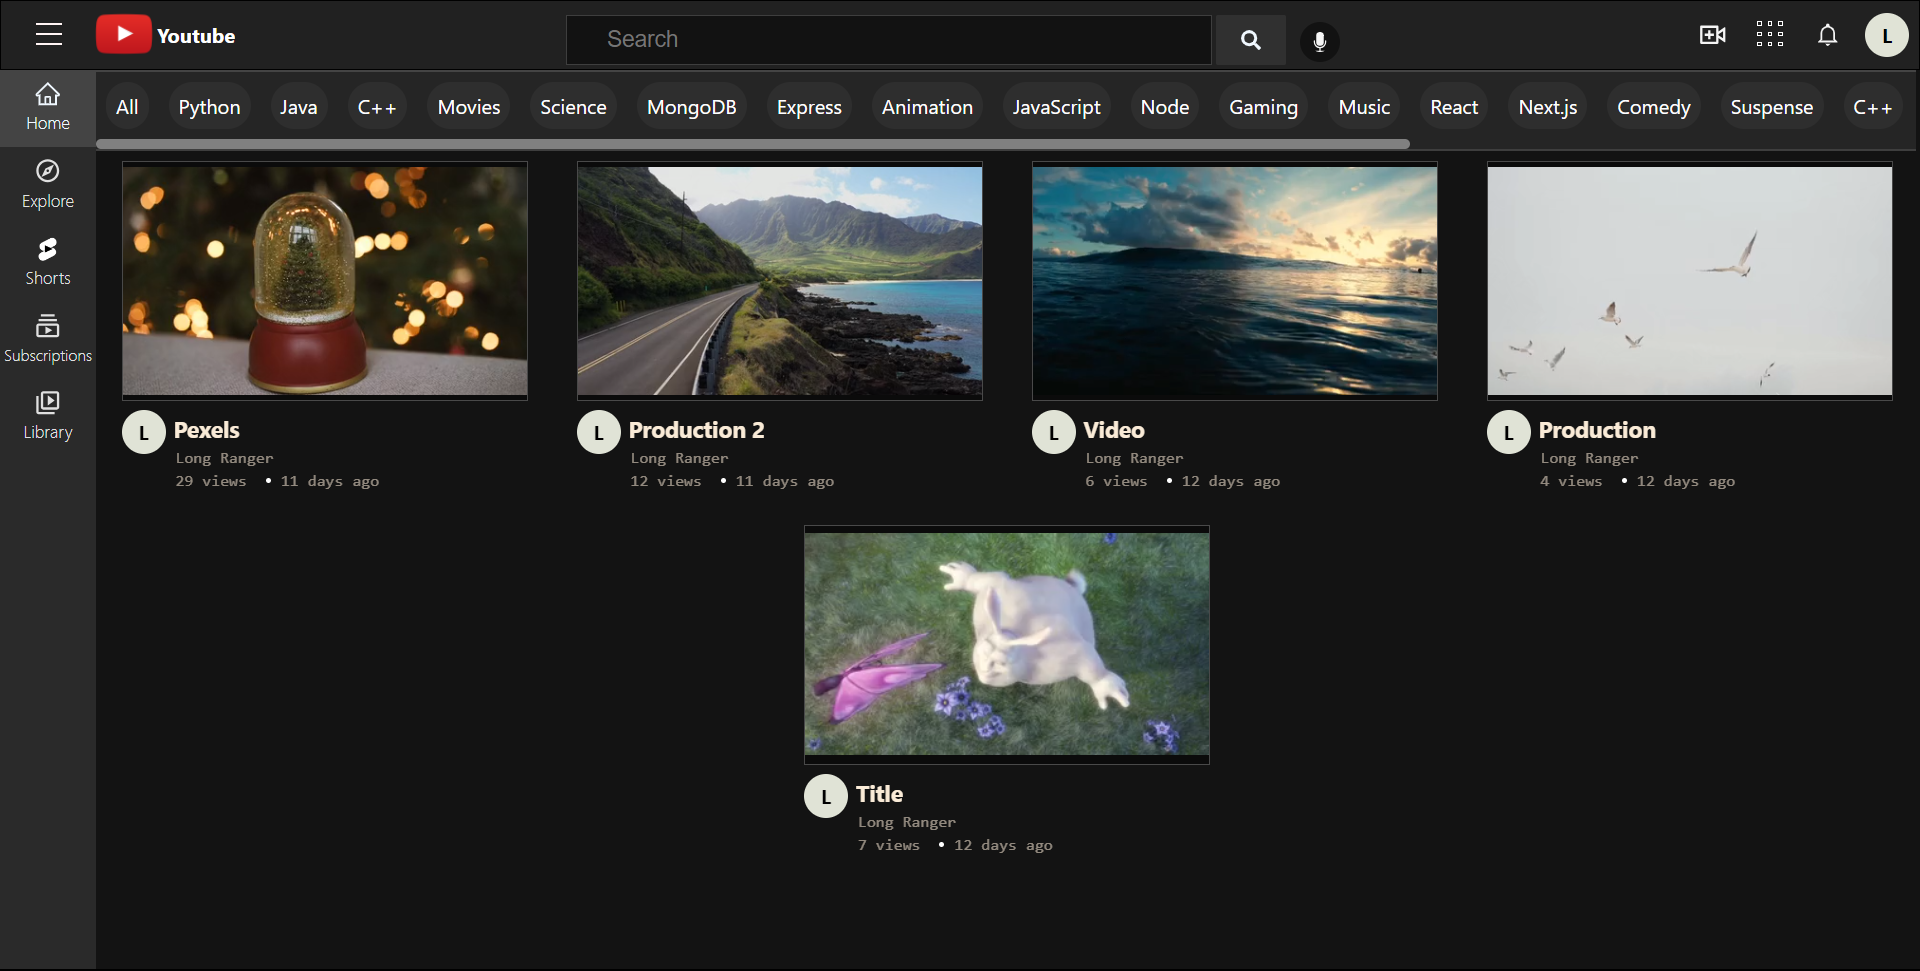 Youtube
Search
L
Home
Explore
Shorts
Subscriptions
Library
All Python Java C++ Movies Science MongoDB Express Animation JavaScript Node Gaming Music React Next.js Comedy Suspense C++
L Pexels
Long Ranger
29 views • 11 days ago
L Production 2
Long Ranger
12 views • 11 days ago
L Video
Long Ranger
6 views • 12 days ago
L Production
Long Ranger
4 views • 12 days ago
L Title
Long Ranger
7 views • 12 days ago